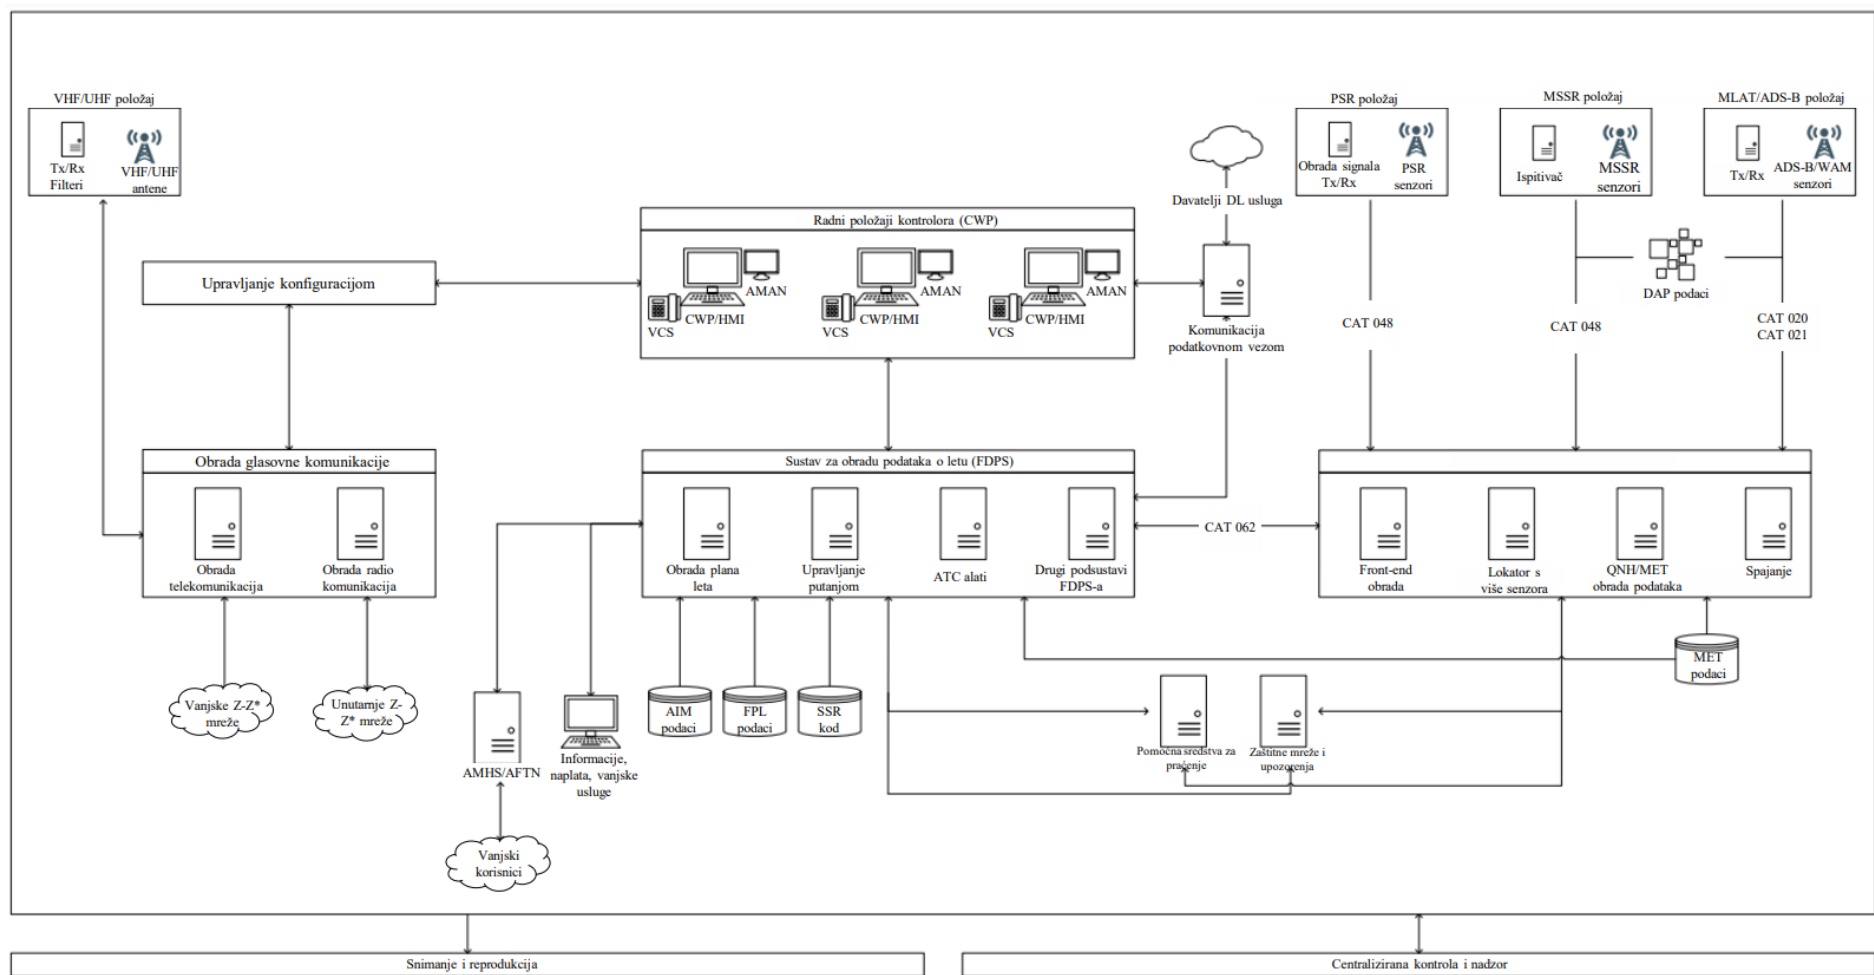 VHF/UHF položaj
Tx/Rx
Filteri
VHF/UHF
antene
PSR položaj
Obrada signala
Tx/Rx
PSR
senzori
MSSR položaj
Ispitivač
MSSR
senzori
MLAT/ADS-B položaj
Tx/Rx
ADS-B/WAM
senzori
Davatelji DL usluga
Radni položaji kontrolora (CWP)
AMAN
CWP/HMI
VCS
AMAN
CWP/HMI
VCS
AMAN
CWP/HMI
VCS
Upravljanje konfiguracijom
Komunikacija
podatkovnom vezom
DAP podaci
CAT 048
CAT 048
CAT 020
CAT 021
Obrada glasovne komunikacije
Obrada
telekomunikacija
Obrada radio
komunikacija
Sustav za obradu podataka o letu (FDPS)
Obrada plana
leta
Upravljanje
putanjom
ATC alati
Drugi podsustavi
FDPS-a
CAT 062
Front-end
obrada
Lokator s
više senzora
QNH/MET
obrada podataka
Spajanje
Vanjske Z-Z*
mreže
Unutarnje Z-
Z* mreže
AMHS/AFTN
Informacije,
naplata, vanjske
usluge
AIM
podaci
FPL
podaci
SSR
kod
MET
podaci
Pomoćna sredstva za
praćenje
Zaštitne mreže i
upozorenja
Vanjski
korisnici
Snimanje i reprodukcija
Centralizirana kontrola i nadzor